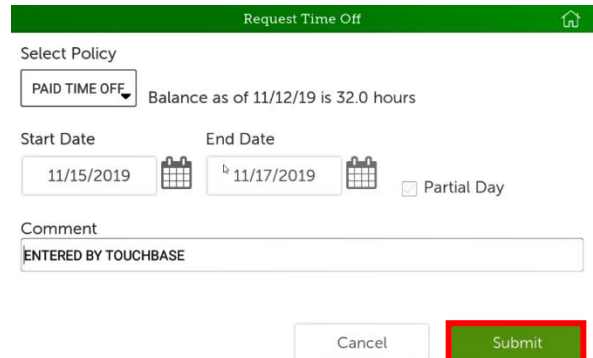 Request Time Off
Select Policy
PAID TIME OFF
Balance as of 11/12/19 is 32.0 hours
Start Date End Date
11/15/2019 11/17/2019 Partial Day
Comment
ENTERED BY TOUCHBASE
Cancel Submit